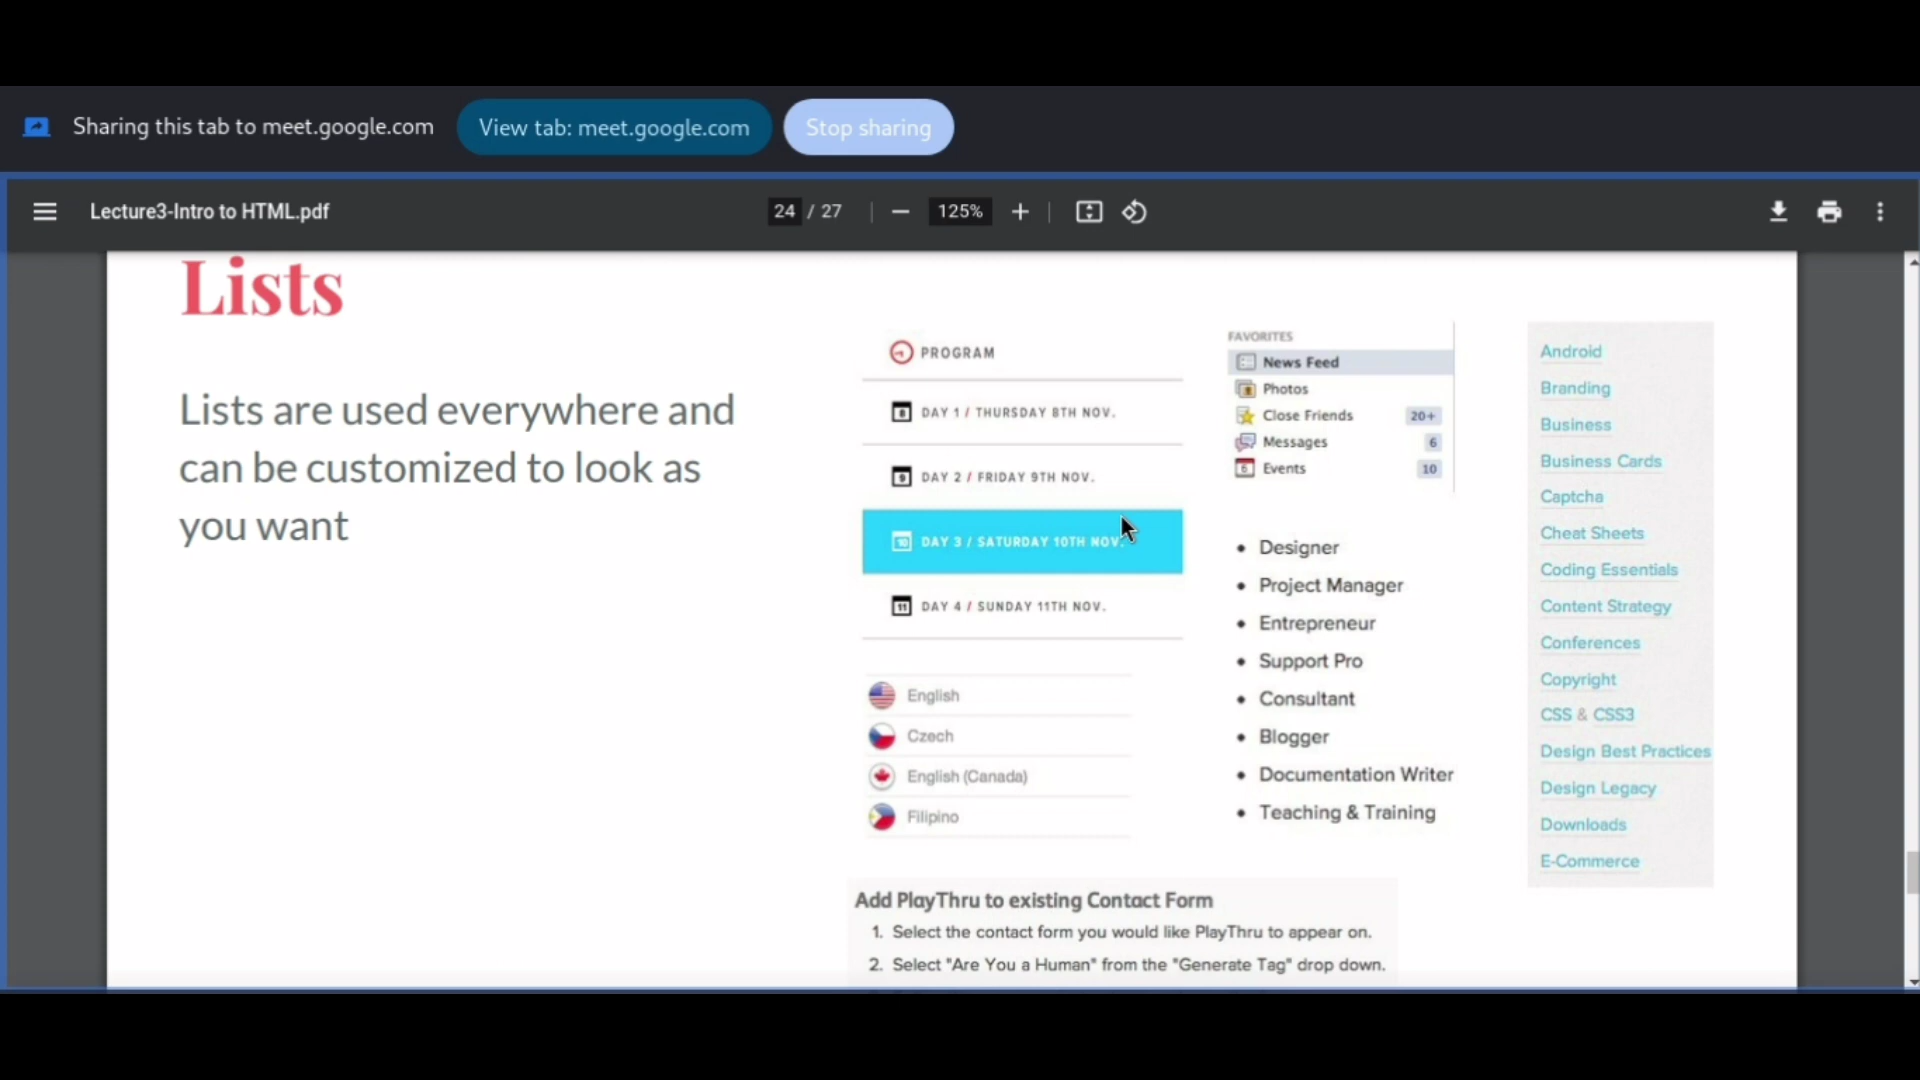 Sharing this tab to meet.google.com
View tab: meet.google.com
Stop sharing
Lecture3-Intro to HTML.pdf
24 / 27
125%
Lists
Lists are used everywhere and
can be customized to look as
you want
PROGRAM
8 DAY 1 / THURSDAY 8TH NOV.
9 DAY 2 / FRIDAY 9TH NOV.
10 DAY 3 / SATURDAY 10TH NOV.
11 DAY 4 / SUNDAY 11TH NOV.
English
Czech
English (Canada)
Filipino
FAVORITES
News Feed
Photos
Close Friends 20+
Messages 6
6 Events 10
• Designer
• Project Manager
• Entrepreneur
• Support Pro
• Consultant
• Blogger
• Documentation Writer
• Teaching & Training
Android
Branding
Business
Business Cards
Captcha
Cheat Sheets
Coding Essentials
Content Strategy
Conferences
Copyright
CSS & CSS3
Design Best Practices
Design Legacy
Downloads
E-Commerce
Add PlayThru to existing Contact Form
1. Select the contact form you would like PlayThru to appear on.
2. Select "Are You a Human" from the "Generate Tag" drop down.